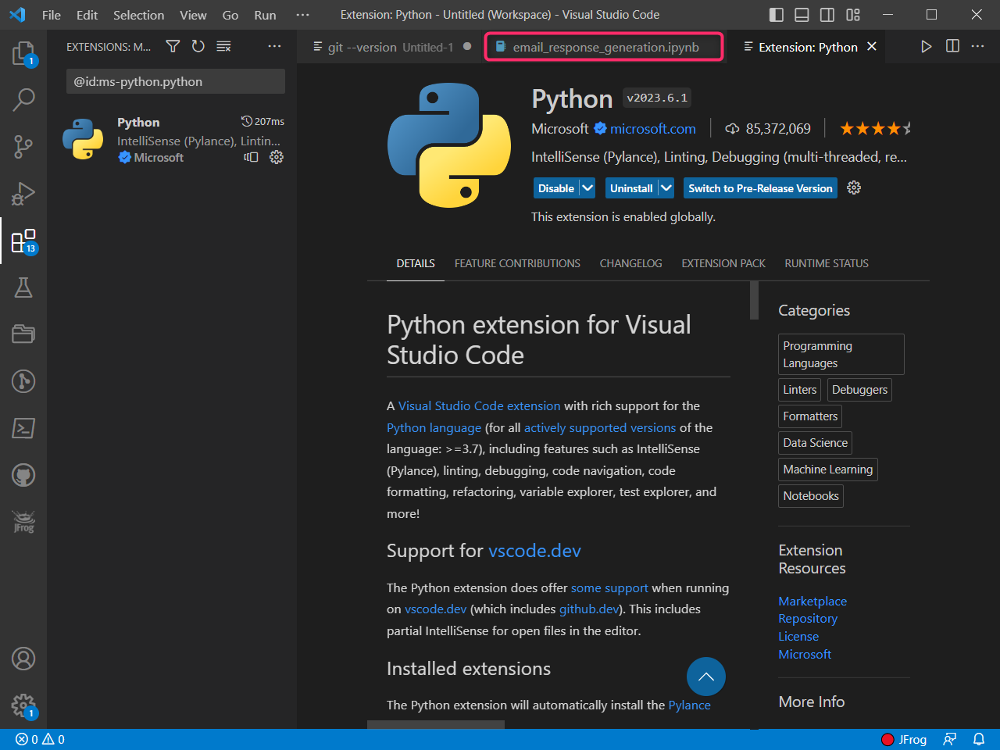 File Edit Selection View Go Run ··· Extension: Python - Untitled (Workspace) - Visual Studio Code
EXTENSIONS: M... ···
git --version Untitled-1 email_response_generation.ipynb Extension: Python ···
1
@id:ms-python.python
Python 207ms
IntelliSense (Pylance), Lintin...
Microsoft
Python v2023.6.1
Microsoft microsoft.com 85,372,069
IntelliSense (Pylance), Linting, Debugging (multi-threaded, re...
Disable Uninstall Switch to Pre-Release Version
This extension is enabled globally.
13
DETAILS FEATURE CONTRIBUTIONS CHANGELOG EXTENSION PACK RUNTIME STATUS
Python extension for Visual
Studio Code
A Visual Studio Code extension with rich support for the
Python language (for all actively supported versions of the
language: >=3.7), including features such as IntelliSense
(Pylance), linting, debugging, code navigation, code
formatting, refactoring, variable explorer, test explorer, and
more!
Support for vscode.dev
The Python extension does offer some support when running
on vscode.dev (which includes github.dev). This includes
partial IntelliSense for open files in the editor.
Installed extensions
The Python extension will automatically install the Pylance
Categories
Programming
Languages
Linters Debuggers
Formatters
Data Science
Machine Learning
Notebooks
Extension
Resources
Marketplace
Repository
License
Microsoft
More Info
JFrog
1
0 0 JFrog